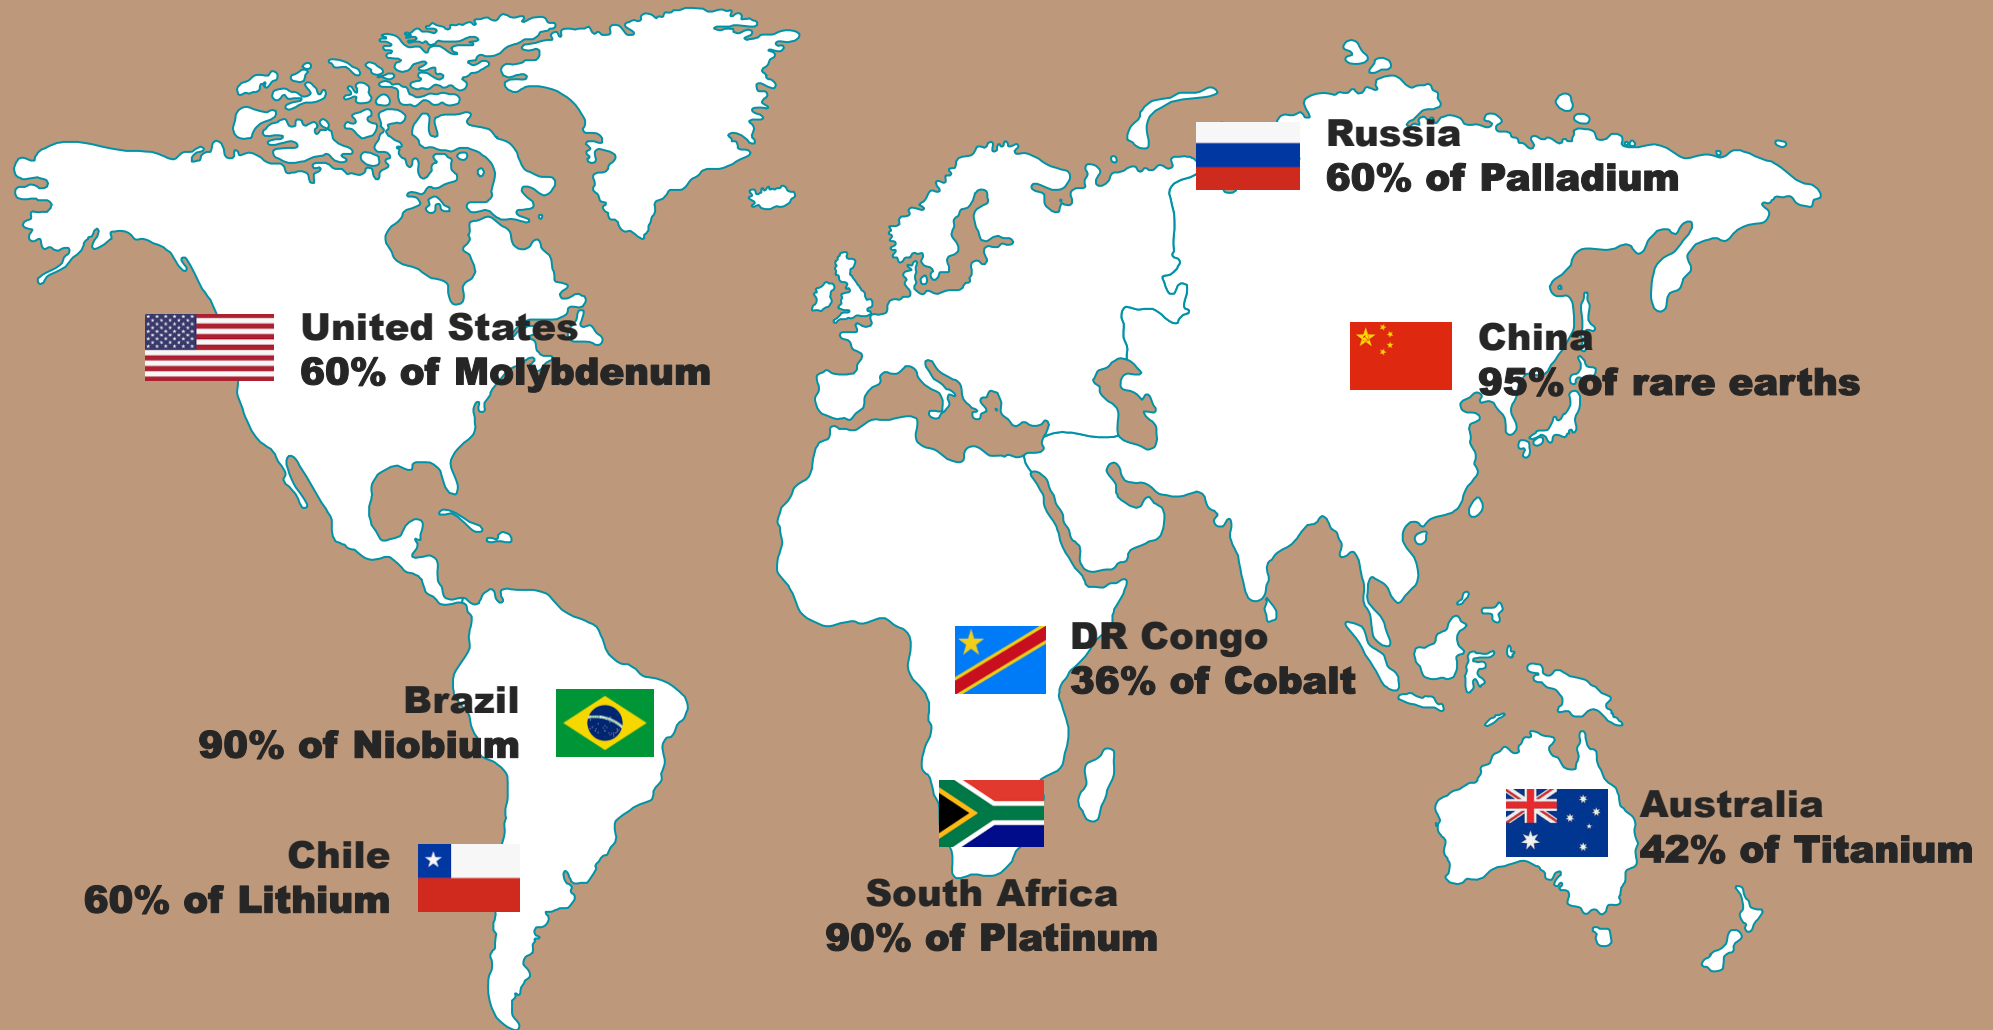 Russia
60% of Palladium
United States
60% of Molybdenum
China
95% of rare earths
DR Congo
36% of Cobalt
Brazil
90% of Niobium
Australia
42% of Titanium
Chile
60% of Lithium
South Africa
90% of Platinum